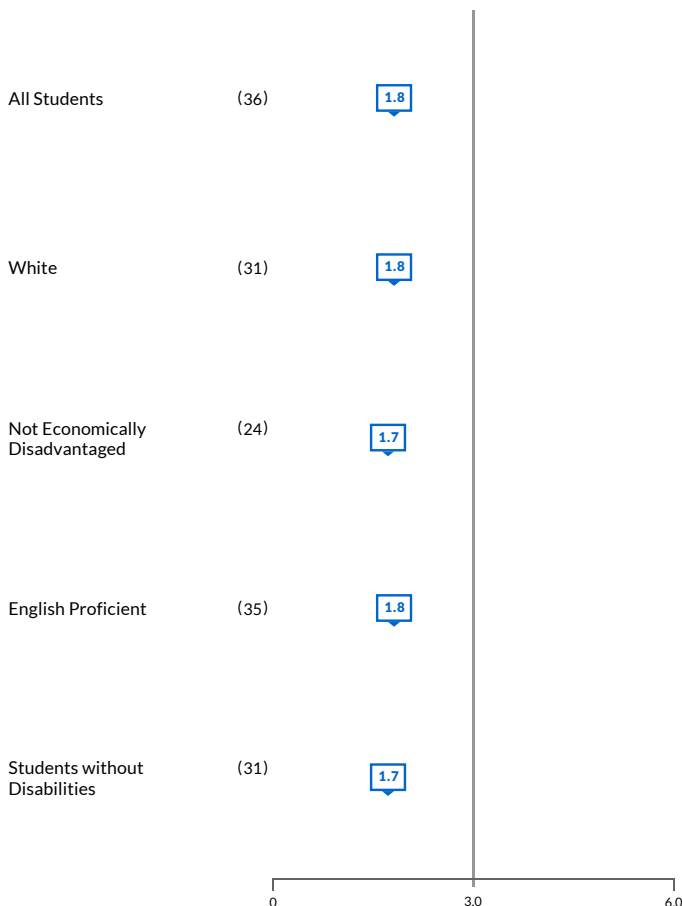 All Students (36) 1.8
White (31) 1.8
Not Economically (24) 1.7
Disadvantaged
English Proficient (35) 1.8
Students without (31) 1.7
Disabilities
0 3.0 6.0